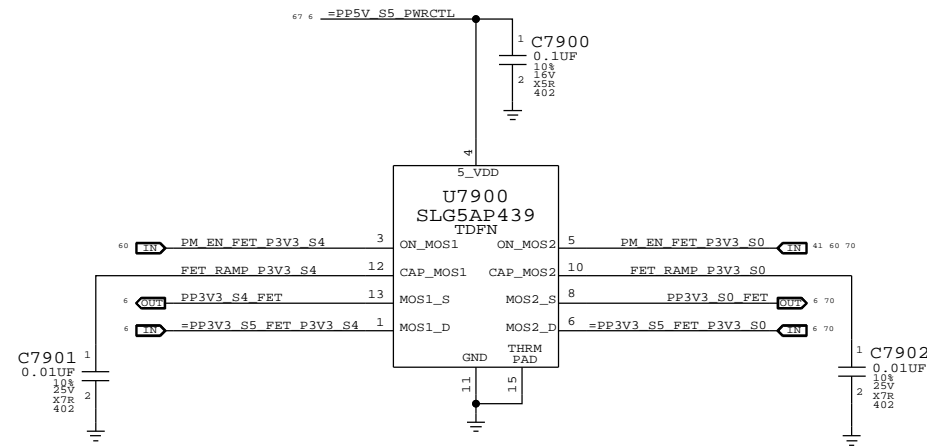 67 6 =PP5V_S5_PWRCTL
1 C7900
0.1UF
10%
16V
2 X5R
402
4
5_VDD
U7900
SLG5AP439
TDFN
60 IN PM_EN_FET_P3V3_S4 3 ON_MOS1 ON_MOS2 5 PM_EN_FET_P3V3_S0 IN 41 60 70
FET_RAMP_P3V3_S4 12 CAP_MOS1 CAP_MOS2 10 FET_RAMP_P3V3_S0
6 OUT PP3V3_S4_FET 13 MOS1_S MOS2_S 8 PP3V3_S0_FET OUT 6 70
6 IN =PP3V3_S5_FET_P3V3_S4 1 MOS1_D MOS2_D 6 =PP3V3_S5_FET_P3V3_S0 IN 6 70
GND THRM
PAD
11 15
C7901 1
0.01UF
10%
25V
X7R 2
402
1 C7902
0.01UF
10%
25V
2 X7R
402